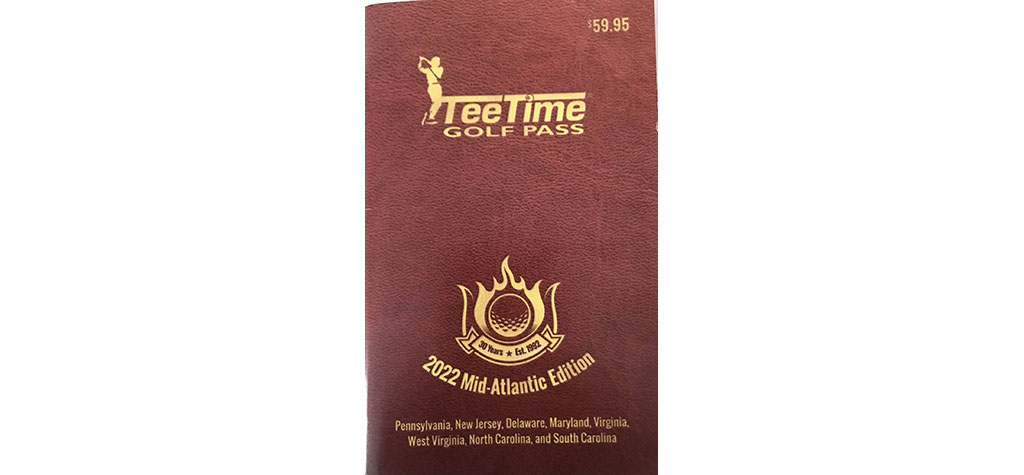 $59.95
TeeTime
GOLF PASS
30 Years ★ Est. 1992
2022 Mid-Atlantic Edition
Pennsylvania, New Jersey, Delaware, Maryland, Virginia,
West Virginia, North Carolina, and South Carolina